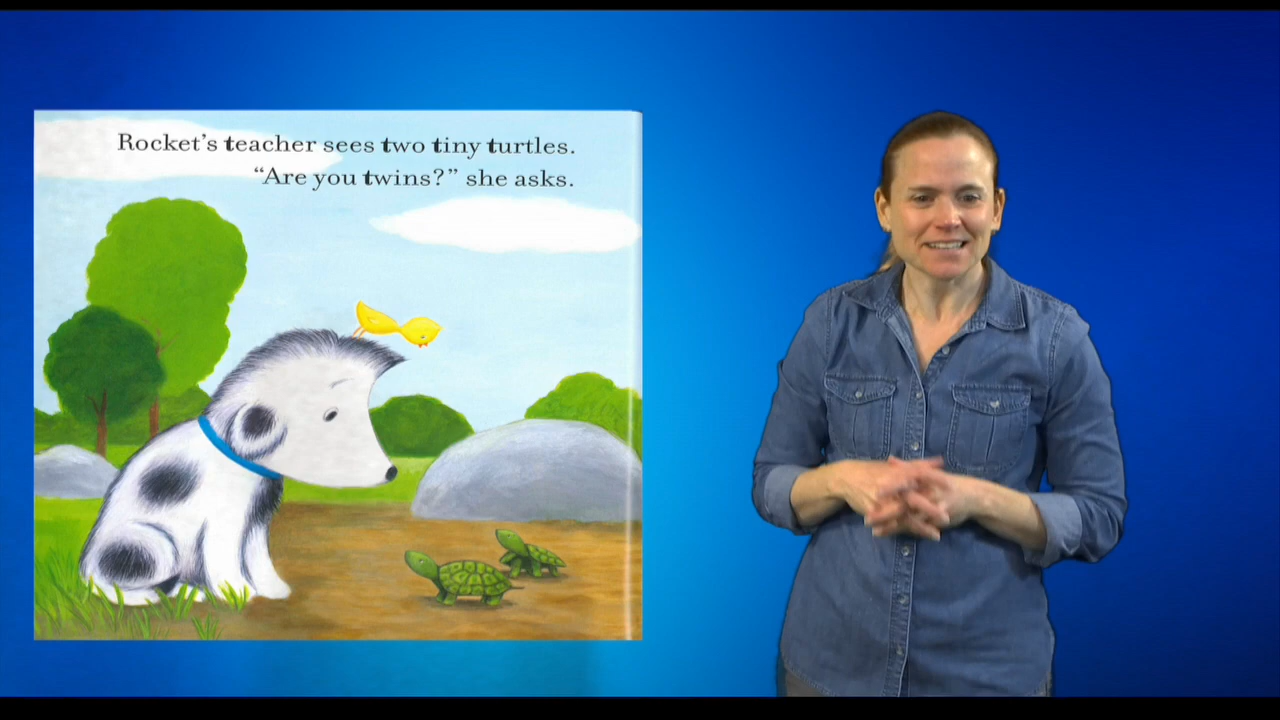 Rocket's teacher sees two tiny turtles.
“Are you twins?” she asks.